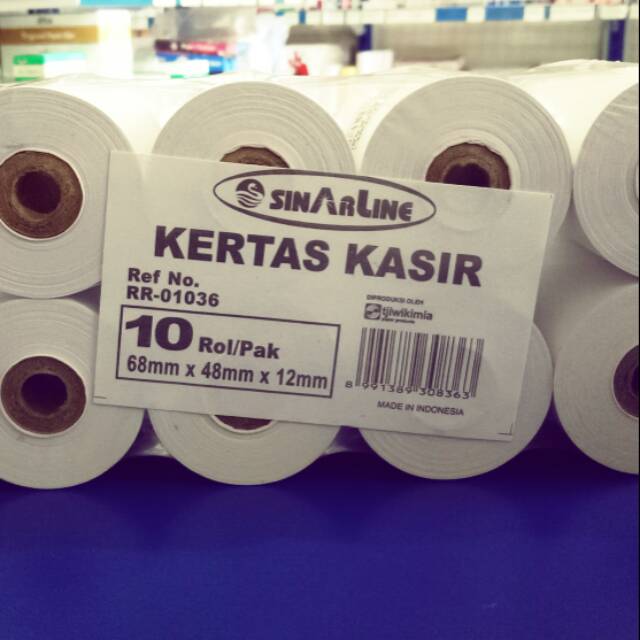 SINARLINE
KERTAS KASIR
Ref No.
RR-01036
10 Rol/Pak
68mm x 48mm x 12mm
DIPRODUKSI OLEH
tjiwikimia
8 991389 308363
MADE IN INDONESIA